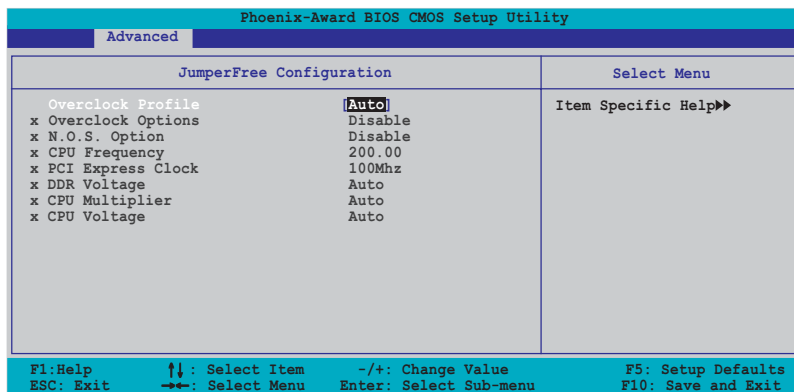 Phoenix-Award BIOS CMOS Setup Utility
Advanced
JumperFree Configuration
Select Menu
Overclock Profile [Auto]
Item Specific Help▶▶
x Overclock Options Disable
x N.O.S. Option Disable
x CPU Frequency 200.00
x PCI Express Clock 100Mhz
x DDR Voltage Auto
x CPU Multiplier Auto
x CPU Voltage Auto
F1:Help ↑↓: Select Item -/+: Change Value F5: Setup Defaults
ESC: Exit →←: Select Menu Enter: Select Sub-menu F10: Save and Exit